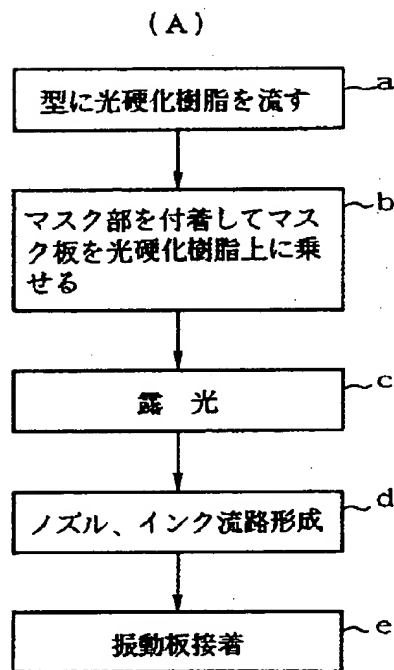 (A)
型に光硬化樹脂を流す
a
マスク部を付着してマス
ク板を光硬化樹脂上に乗
せる
b
露 光
c
ノズル、インク流路形成
d
振動板接着
e